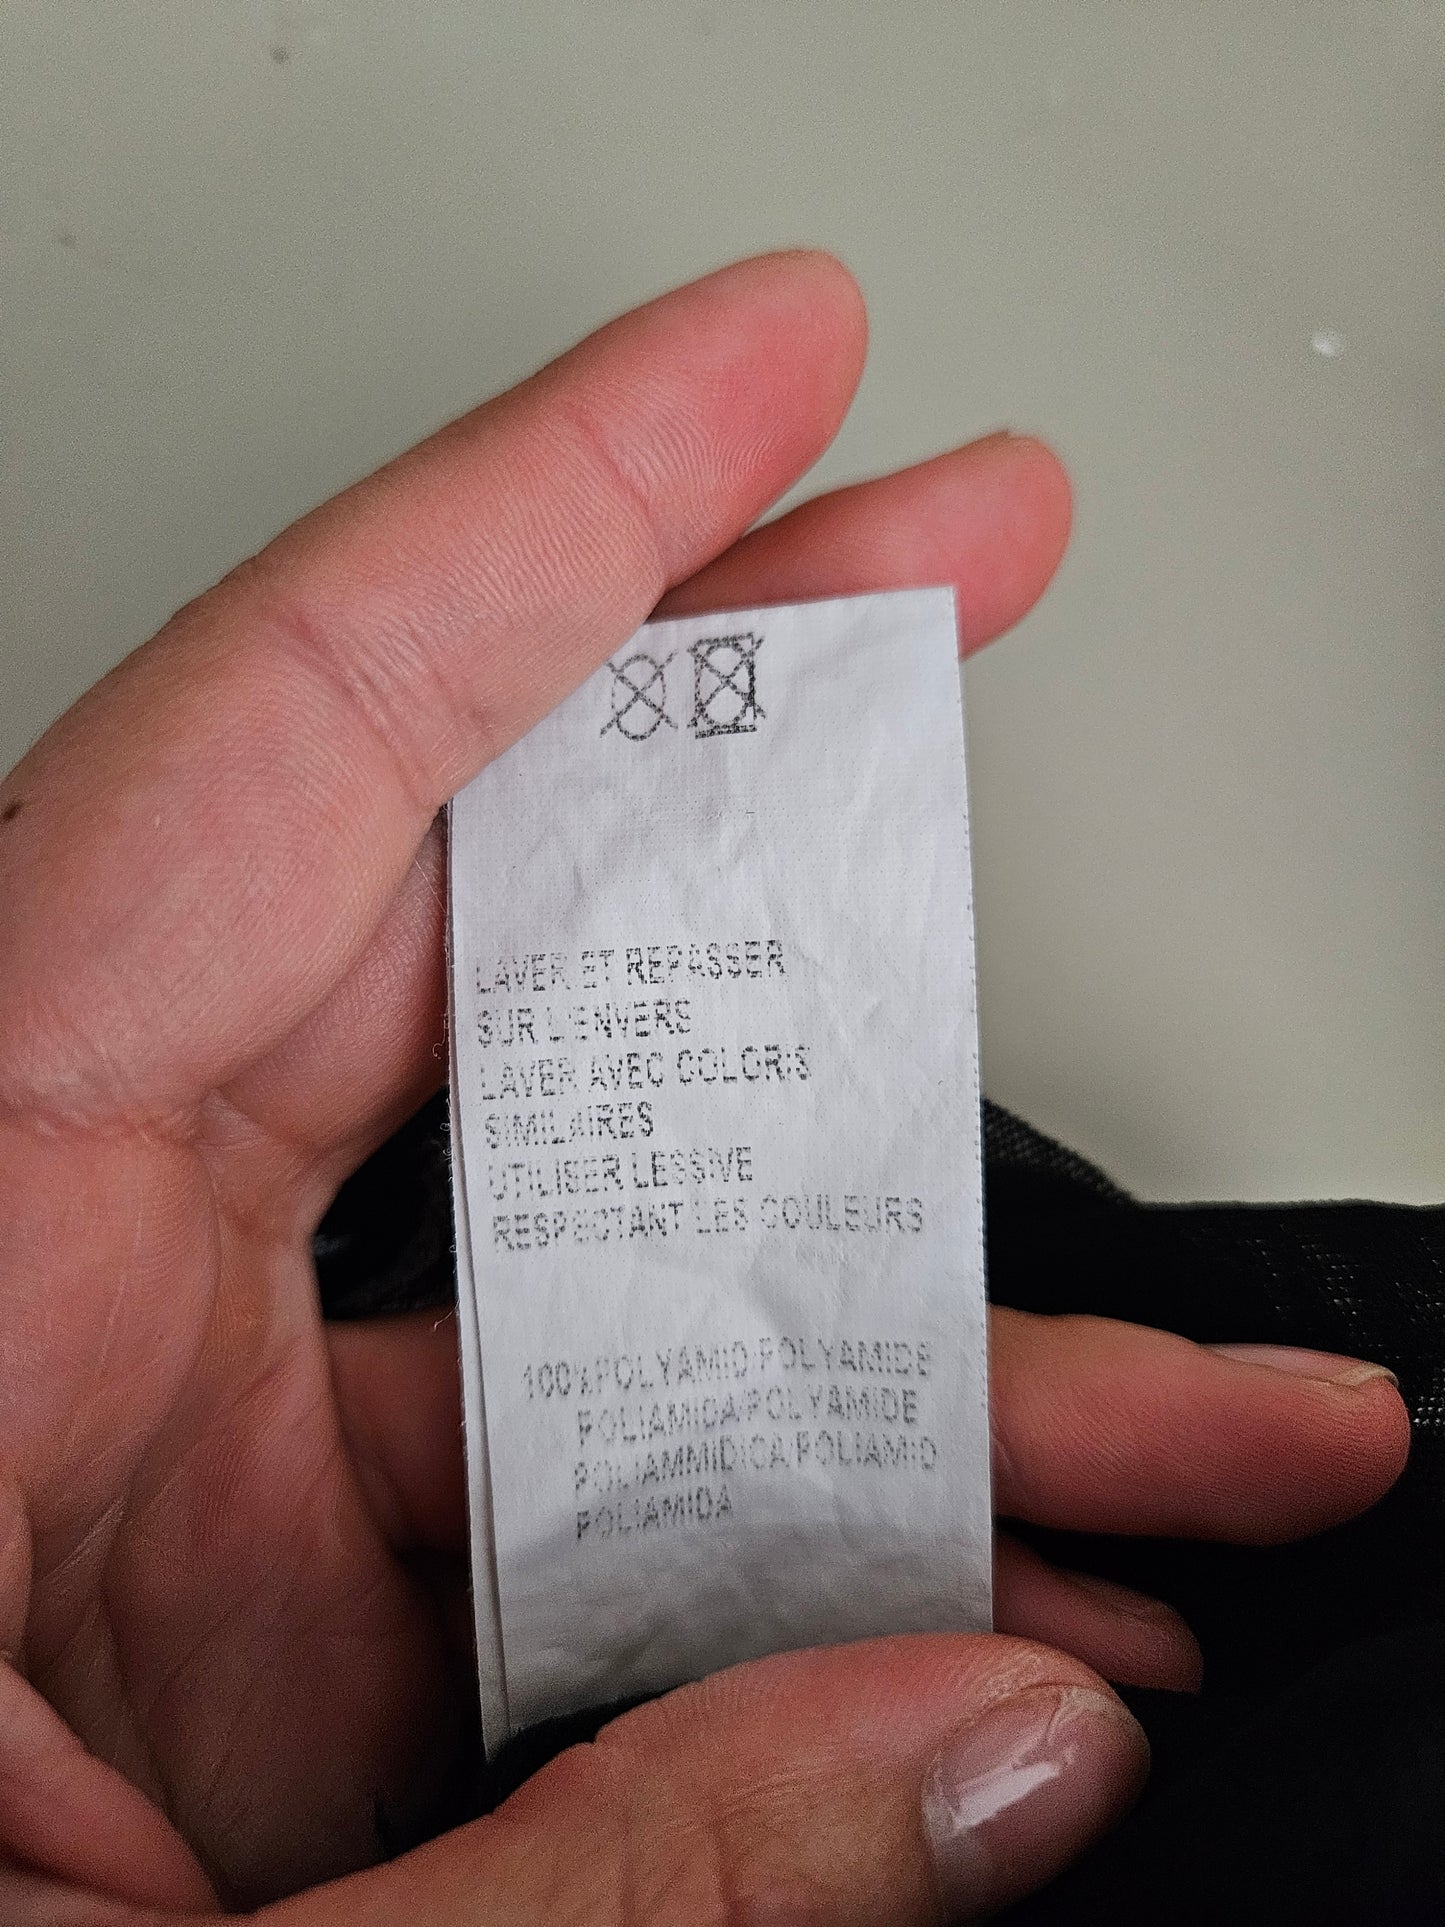 LAVER ET REPASSER
SUR L'ENVERS
LAVER AVEC COLORIS
SIMILAIRES
UTILISER LESSIVE
RESPECTANT LES COULEURS
100%POLYAMID/POLYAMIDE
POLIAMIDA/POLYAMIDE
POLIAMMIDICA/POLIAMID
POLIAMIDA